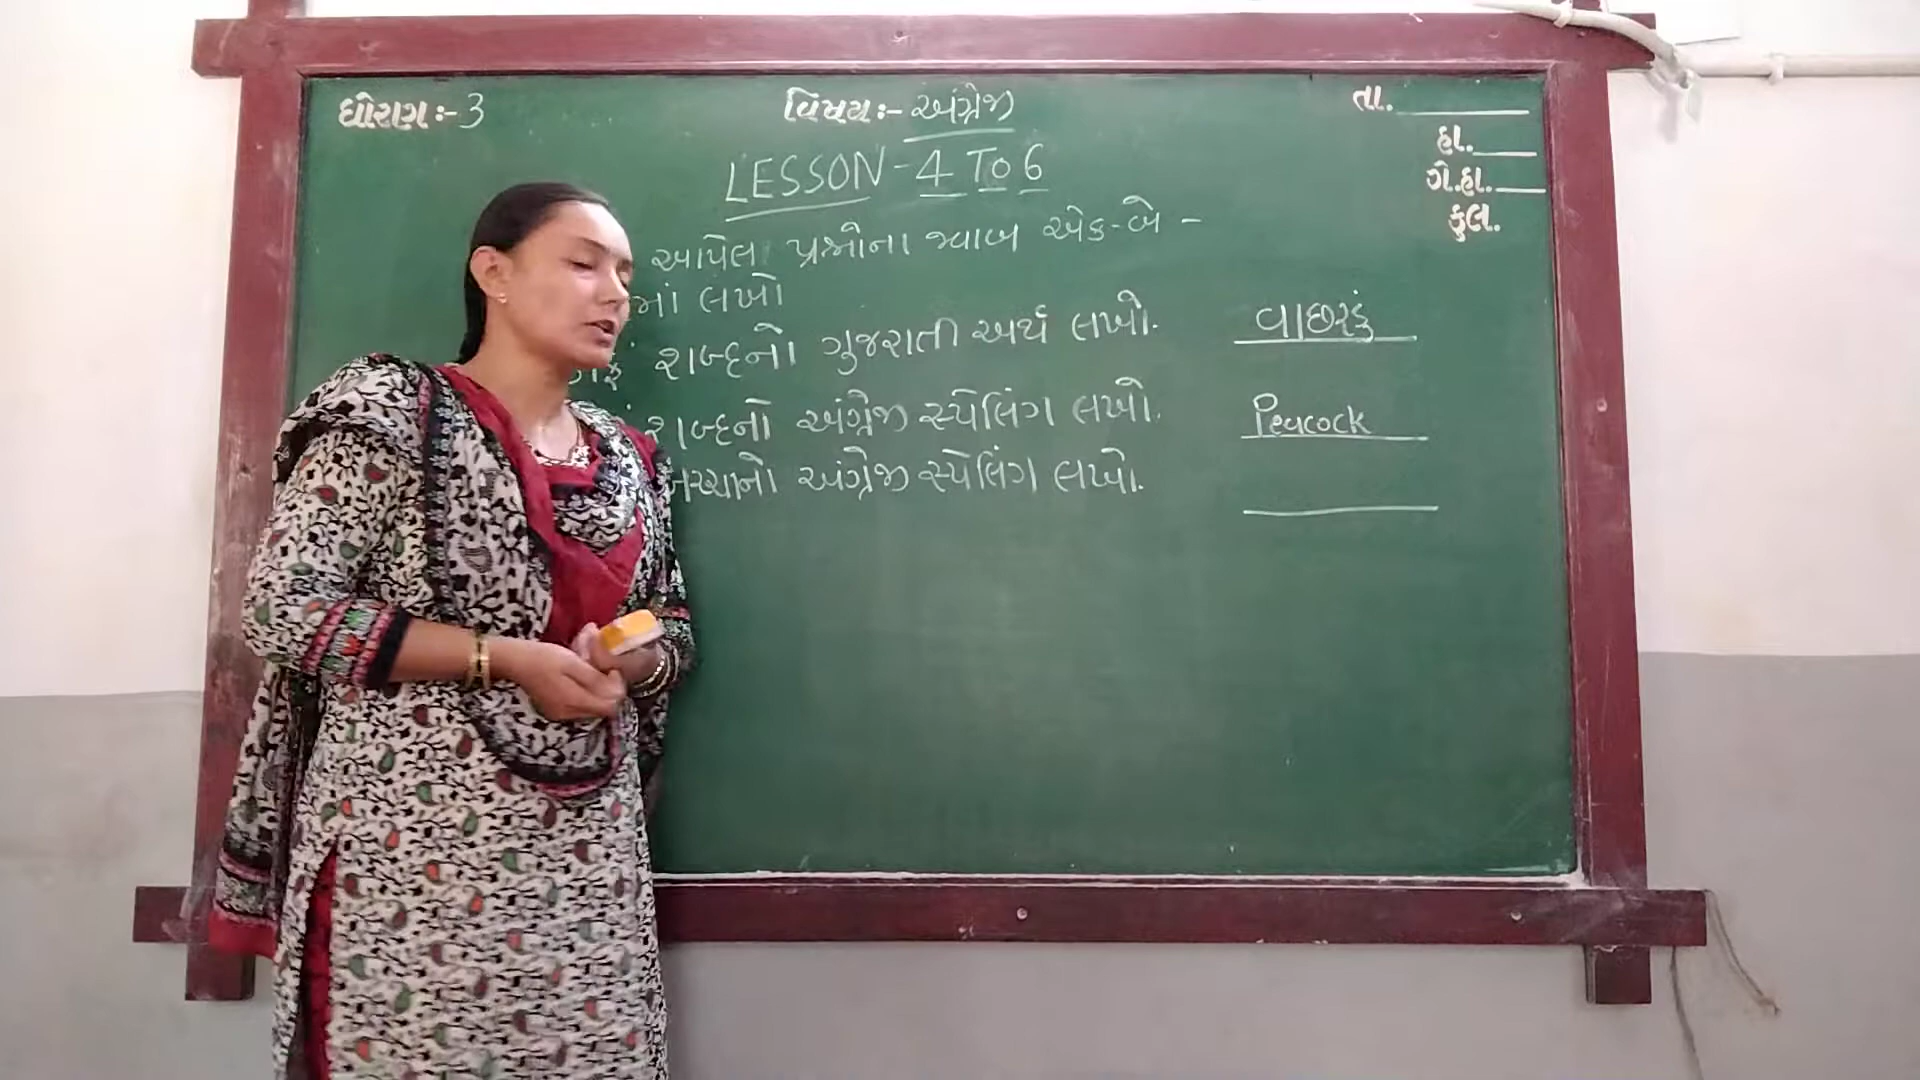 ધોરણ:- 3
વિષય:- અંગ્રેજી
તા.
હા.
ગે.હા.
કુલ.
LESSON - 4 To 6
આપેલ પ્રશ્નોના જવાબ એક-બે -
માં લખો
શબ્દનો ગુજરાતી અર્થ લખો. વાછરડું
શબ્દનો અંગ્રેજી સ્પેલિંગ લખો. Peacock
બચ્ચાનો અંગ્રેજી સ્પેલિંગ લખો.